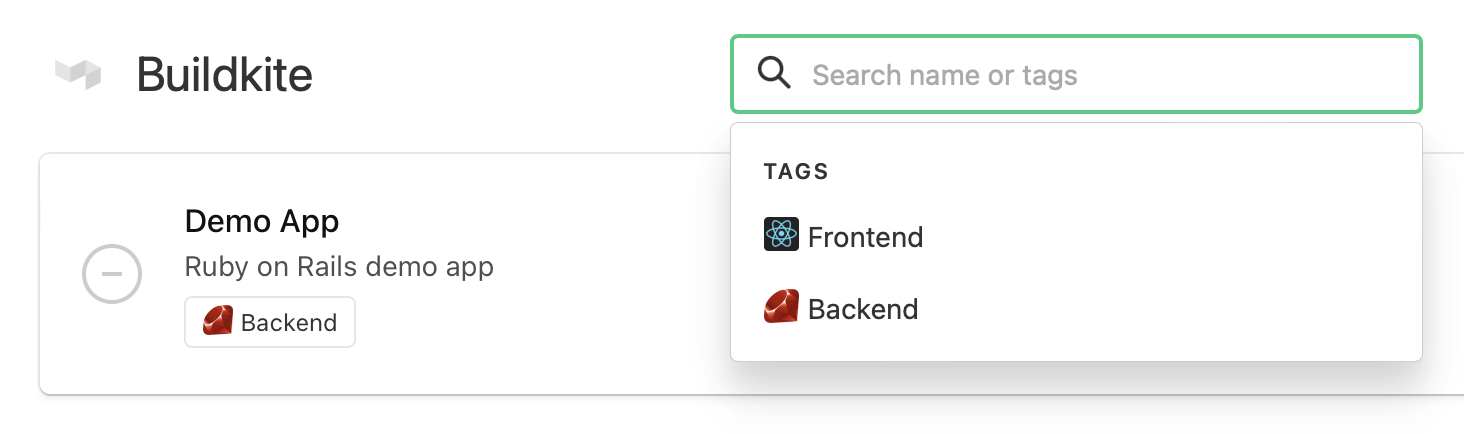 Buildkite
Search name or tags
TAGS
Frontend
Backend
Demo App
Ruby on Rails demo app
Backend